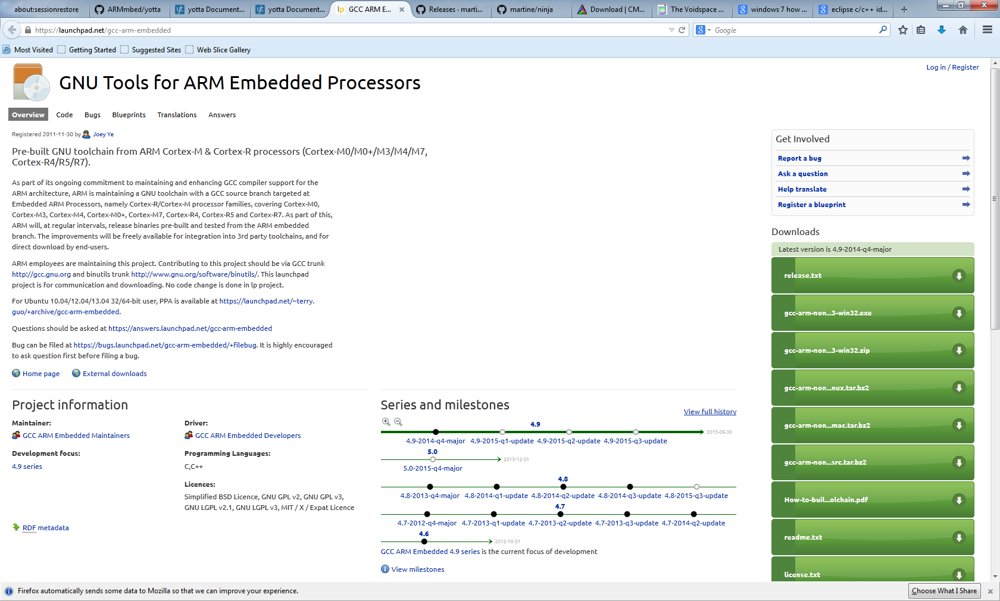 about:sessionrestore
ARMmbed/yotta
yotta Document...
yotta Document...
lp GCC ARM E...
Releases · marti...
martine/ninja
Download | CM...
The Voidspace ...
windows 7 how ...
eclipse c/c++ id...
https://launchpad.net/gcc-arm-embedded
Google
Most Visited
Getting Started
Suggested Sites
Web Slice Gallery
Log in / Register
GNU Tools for ARM Embedded Processors
Overview Code Bugs Blueprints Translations Answers
Registered 2011-11-30 by Joey Ye
Pre-built GNU toolchain from ARM Cortex-M & Cortex-R processors (Cortex-M0/M0+/M3/M4/M7,
Cortex-R4/R5/R7).
As part of its ongoing commitment to maintaining and enhancing GCC compiler support for the
ARM architecture, ARM is maintaining a GNU toolchain with a GCC source branch targeted at
Embedded ARM Processors, namely Cortex-R/Cortex-M processor families, covering Cortex-M0,
Cortex-M3, Cortex-M4, Cortex-M0+, Cortex-M7, Cortex-R4, Cortex-R5 and Cortex-R7. As part of this,
ARM will, at regular intervals, release binaries pre-built and tested from the ARM embedded
branch. The improvements will be freely available for integration into 3rd party toolchains, and for
direct download by end-users.
ARM employees are maintaining this project. Contributing to this project should be via GCC trunk
http://gcc.gnu.org and binutils trunk http://www.gnu.org/software/binutils/. This launchpad
project is for communication and downloading. No code change is done in lp project.
For Ubuntu 10.04/12.04/13.04 32/64-bit user, PPA is available at https://launchpad.net/~terry.
guo/+archive/gcc-arm-embedded.
Questions should be asked at https://answers.launchpad.net/gcc-arm-embedded
Bug can be filed at https://bugs.launchpad.net/gcc-arm-embedded/+filebug. It is highly encouraged
to ask question first before filing a bug.
Home page
External downloads
Project information
Maintainer:
GCC ARM Embedded Maintainers
Driver:
GCC ARM Embedded Developers
Development focus:
4.9 series
Programming Languages:
C,C++
Licences:
Simplified BSD Licence, GNU GPL v2, GNU GPL v3,
GNU LGPL v2.1, GNU LGPL v3, MIT / X / Expat Licence
RDF metadata
Series and milestones
View full history
4.9
2015-09-30
4.9-2014-q4-major 4.9-2015-q1-update 4.9-2015-q2-update 4.9-2015-q3-update
5.0
2015-12-31
5.0-2015-q4-major
4.8
4.8-2013-q4-major 4.8-2014-q1-update 4.8-2014-q2-update 4.8-2014-q3-update 4.8-2015-q3-update
4.7
4.7-2012-q4-major 4.7-2013-q1-update 4.7-2013-q2-update 4.7-2013-q3-update 4.7-2014-q2-update
4.6
2012-10-31
GCC ARM Embedded 4.9 series is the current focus of development
View milestones
Get Involved
Report a bug
Ask a question
Help translate
Register a blueprint
Downloads
Latest version is 4.9-2014-q4-major
release.txt
gcc-arm-non...3-win32.exe
gcc-arm-non...3-win32.zip
gcc-arm-non...nux.tar.bz2
gcc-arm-non...mac.tar.bz2
gcc-arm-non...src.tar.bz2
How-to-buil...olchain.pdf
readme.txt
license.txt
Firefox automatically sends some data to Mozilla so that we can improve your experience.
Choose What I Share